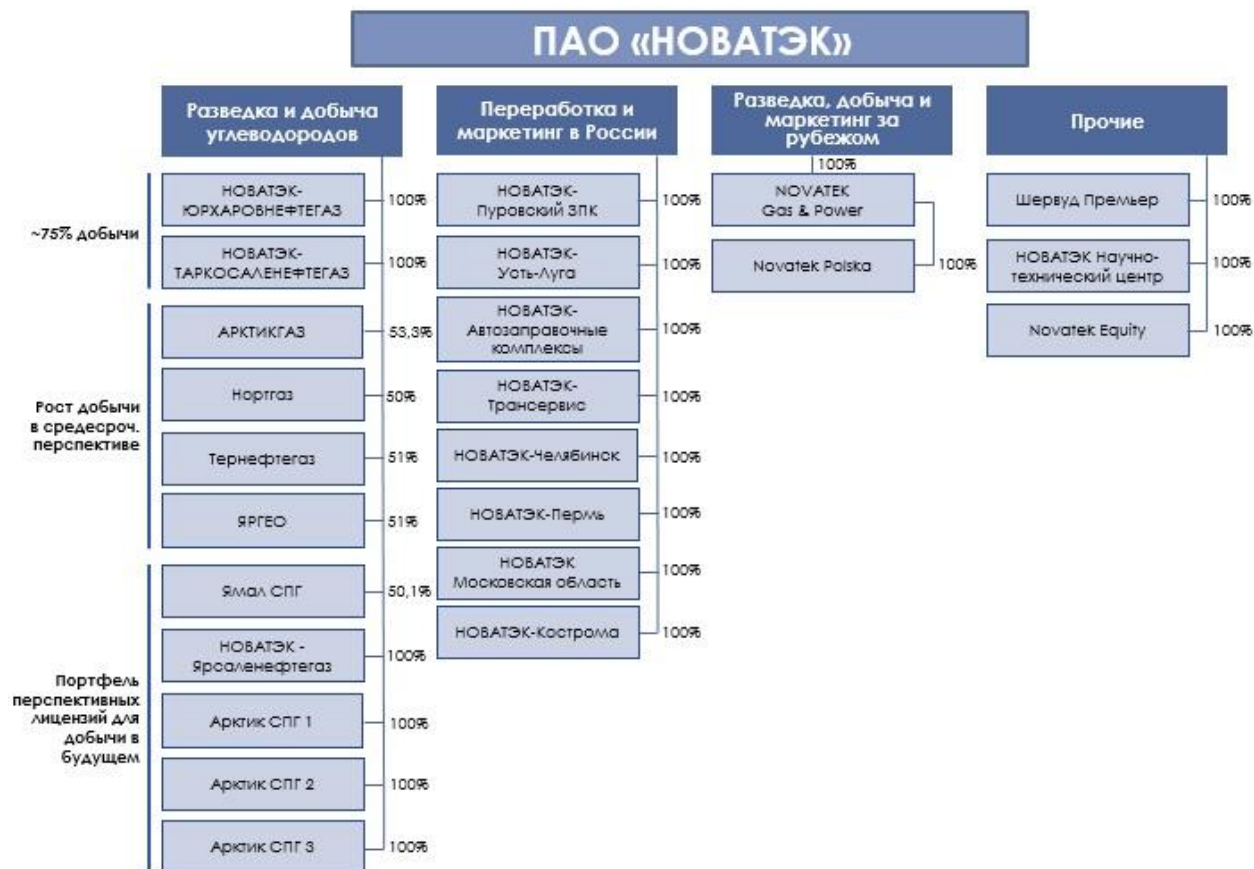 ПАО «НОВАТЭК»
Разведка и добыча
углеводородов
~75% добычи
НОВАТЭК-
ЮРХАРОВНЕФТЕГАЗ
100%
НОВАТЭК-
ТАРКОСАЛЕНЕФТЕГАЗ
100%
Рост добычи
в средесроч.
перспективе
АРКТИКГАЗ
53,3%
Нортгаз
50%
Тернефтегаз
51%
ЯРГЕО
51%
Портфель
перспективных
лицензий для
добычи в
будущем
Ямал СПГ
50,1%
НОВАТЭК -
Ярсаленефтегаз
100%
Арктик СПГ 1
100%
Арктик СПГ 2
100%
Арктик СПГ 3
100%
Переработка и
маркетинг в России
НОВАТЭК-
Пуровский ЗПК
100%
НОВАТЭК-
Усть-Луга
100%
НОВАТЭК-
Автозаправочные
комплексы
100%
НОВАТЭК-
Трансервис
100%
НОВАТЭК-Челябинск
100%
НОВАТЭК-Пермь
100%
НОВАТЭК
Московская область
100%
НОВАТЭК-Кострома
100%
Разведка, добыча и
маркетинг за
рубежом
100%
NOVATEK
Gas & Power
Novatek Polska
100%
Прочие
Шервуд Премьер
100%
НОВАТЭК Научно-
технический центр
100%
Novatek Equity
100%